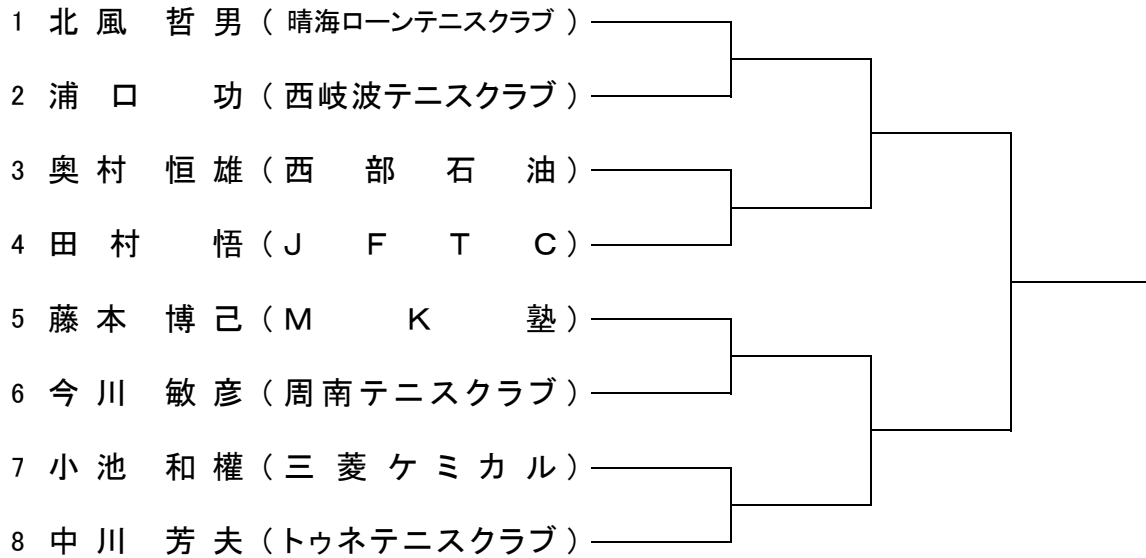 1 北風 哲男 ( 晴海ローンテニスクラブ )
2 浦口 功 ( 西岐波テニスクラブ )
3 奥村 恒雄 ( 西部石油 )
4 田村 悟 ( JFTC )
5 藤本 博己 ( MK塾 )
6 今川 敏彦 ( 周南テニスクラブ )
7 小池 和權 ( 三菱ケミカル )
8 中川 芳夫 ( トゥネテニスクラブ )